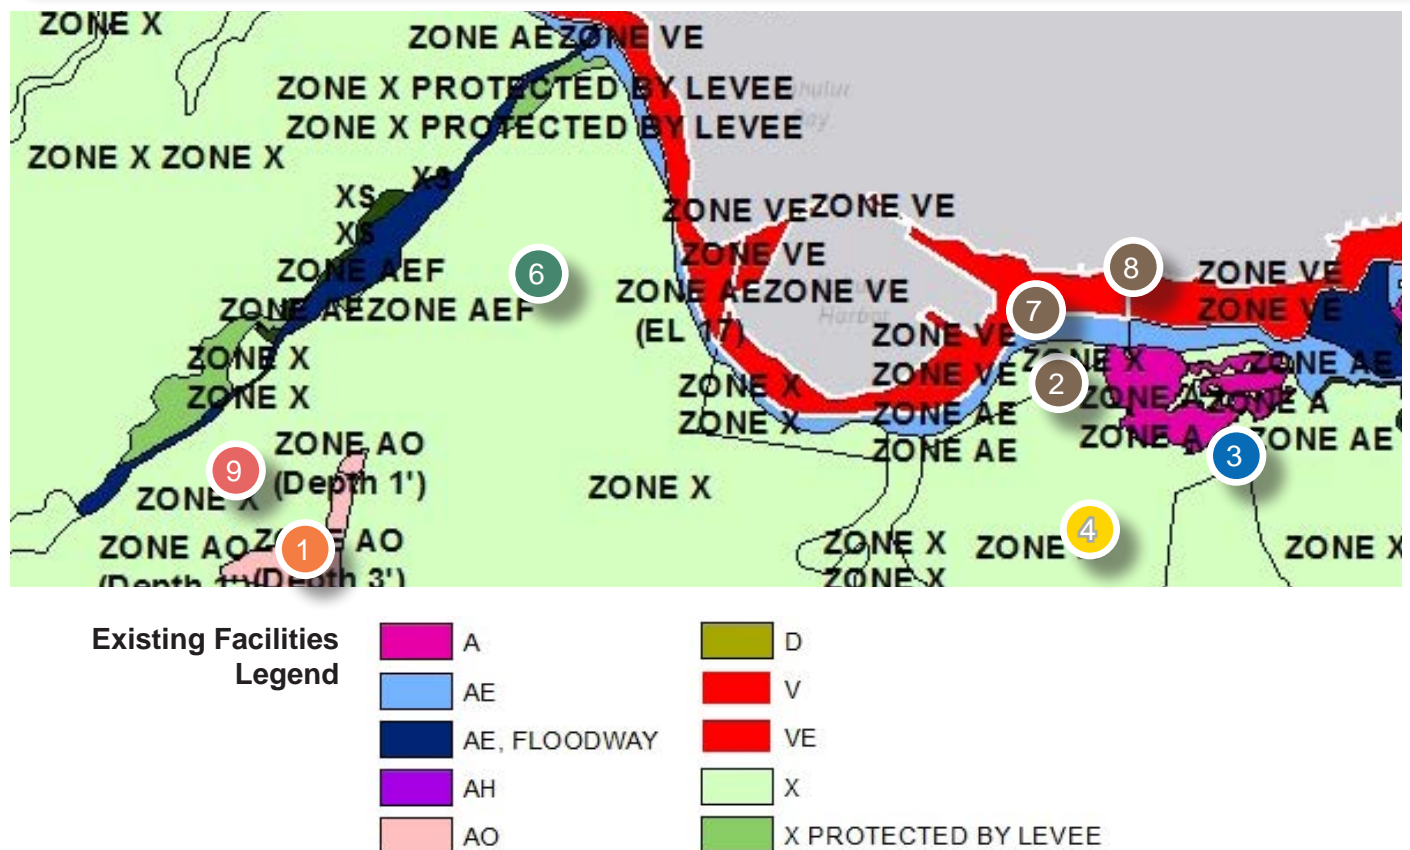 ZONE X
ZONE AE ZONE VE
ZONE X PROTECTED BY LEVEE
ZONE X PROTECTED BY LEVEE
Bay
ZONE X ZONE X
XS
XS
XS
ZONE VE ZONE VE
ZONE VE
ZONE AEF
6
8
ZONE VE
ZONE AE ZONE VE
ZONE AE ZONE AEF
7
ZONE VE
Harbor
(EL 17)
ZONE VE
ZONE X
ZONE X
ZONE AE
ZONE X
ZONE VE
2
ZONE X
ZONE X
ZONE A
ZONE A
ZONE AE
ZONE X
ZONE A
ZONE AE
ZONE AO
ZONE AE
3
9
(Depth 1')
ZONE X
ZONE X
4
ZONE AO
1
AO
ZONE X
ZONE
ZONE X
(Depth 1')
(Depth 3')
ZONE X
Existing Facilities
Legend
A
AE
AE, FLOODWAY
AH
AO
D
V
VE
X
X PROTECTED BY LEVEE